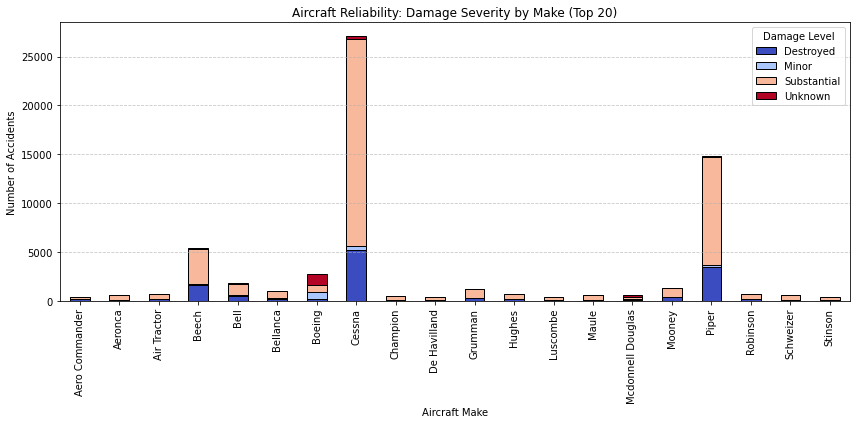 Aircraft Reliability: Damage Severity by Make (Top 20)
Damage Level
Destroyed
Minor
Substantial
Unknown
Number of Accidents
25000
20000
15000
10000
5000
0
Aero Commander
Aeronca
Air Tractor
Beech
Bell
Bellanca
Boeing
Cessna
Champion
De Havilland
Grumman
Hughes
Luscombe
Maule
Mcdonnell Douglas
Mooney
Piper
Robinson
Schweizer
Stinson
Aircraft Make